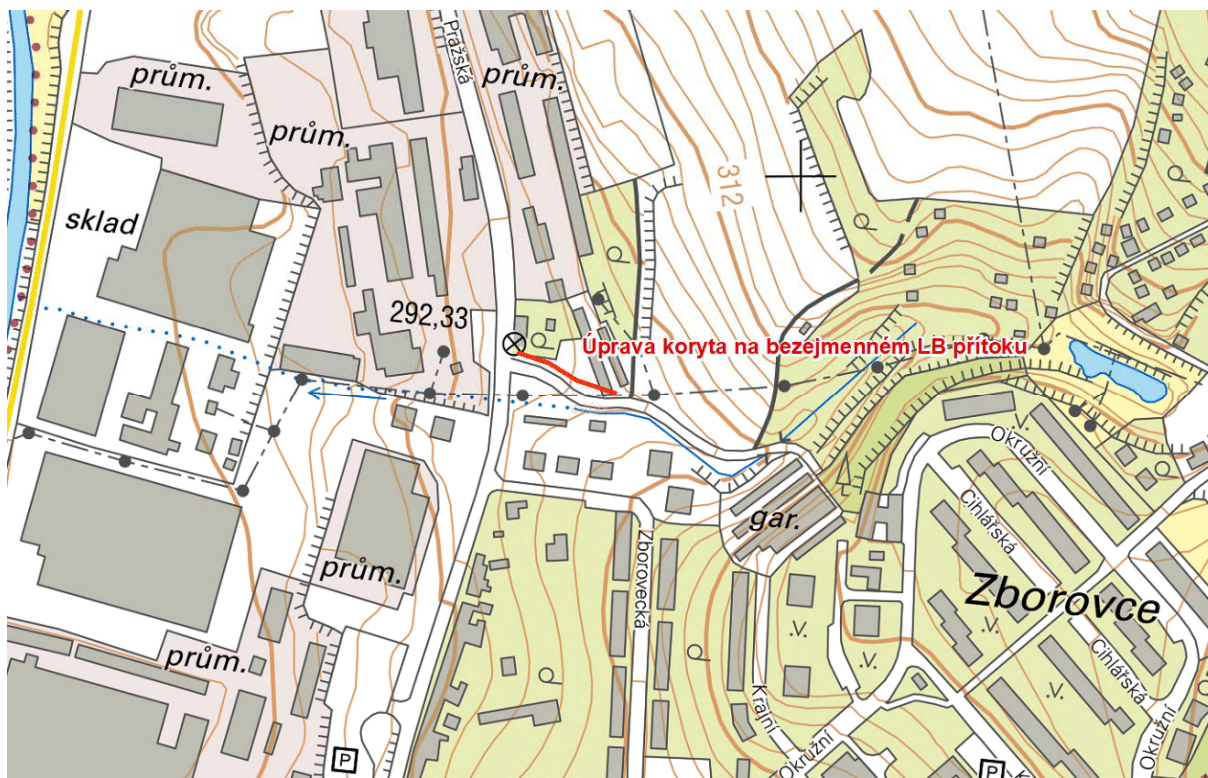 Pražská
prům.
prům.
prům.
312
sklad
292,33
Úprava koryta na bezejmenném LB přítoku
Okružní
Cihlářská
gar.
Zborovecká
prům.
Zborovce
prům.
Cihlářská
Krajní
Okružní
Okružní
P
P